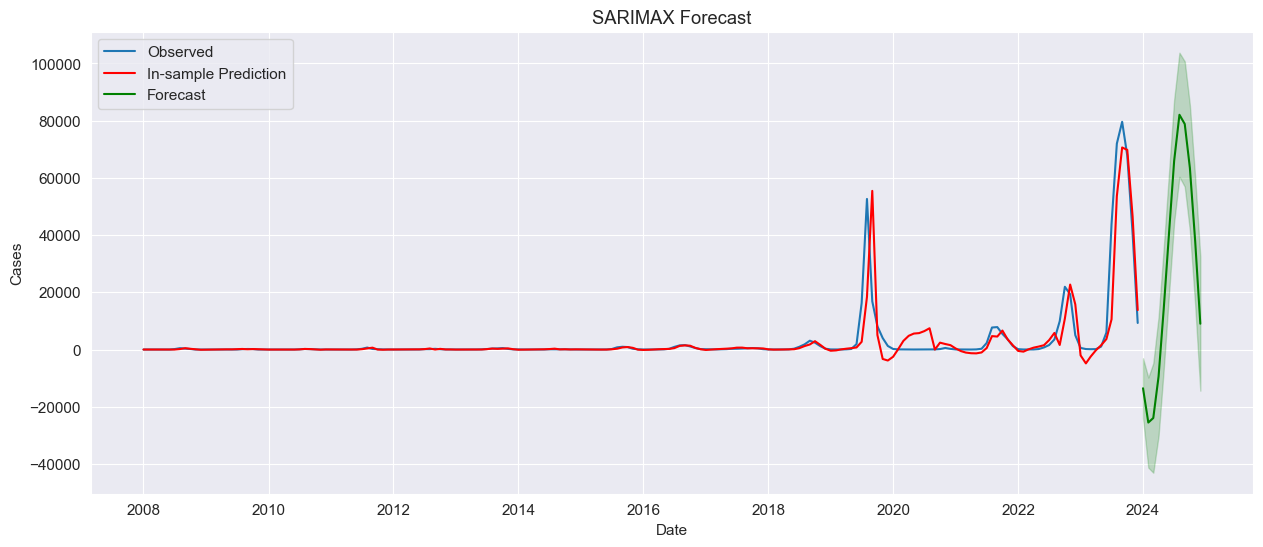 SARIMAX Forecast
Observed
In-sample Prediction
Forecast
100000
80000
60000
40000
20000
0
−20000
−40000
Cases
2008 2010 2012 2014 2016 2018 2020 2022 2024
Date